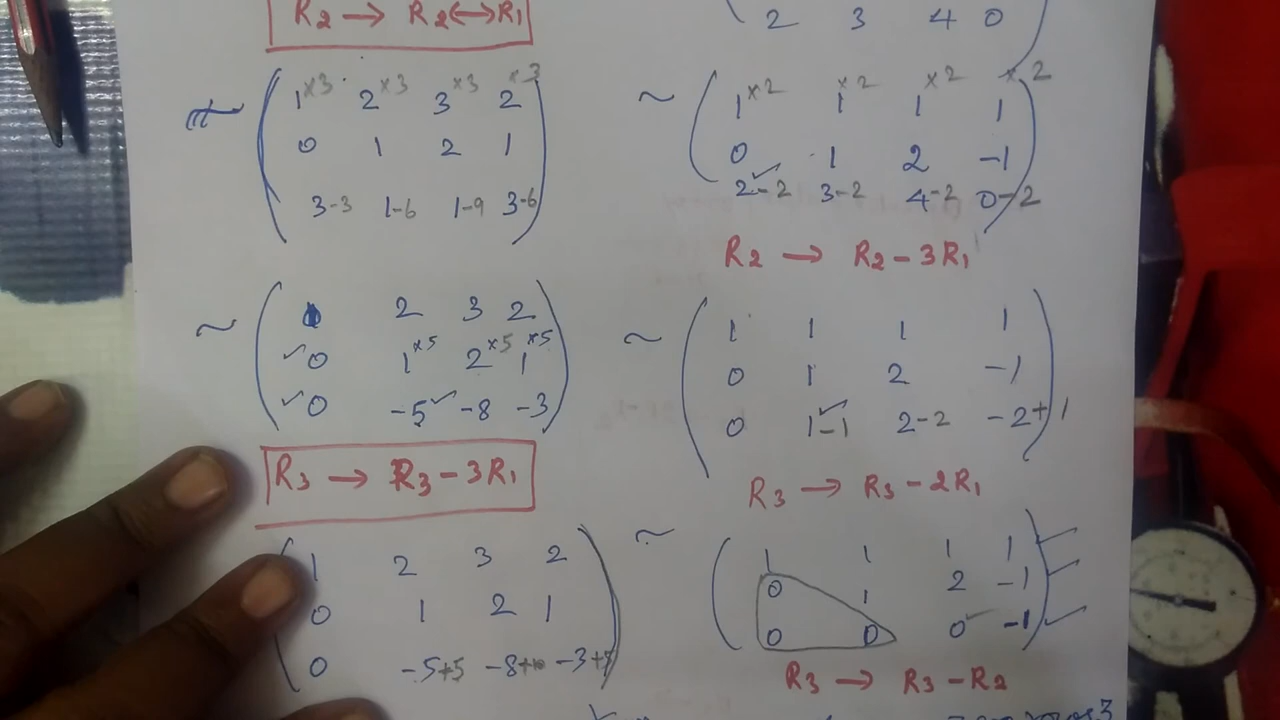 R₂ → R₂↔R₁
1×3 2×3 3×3 2×3
0 1 2 1
3-3 1-6 1-9 3-6
~ 2 3 2
0 1×5 2×5 1×5
0 -5 -8 -3
R₃ → R₃-3R₁
1 2 3 2
0 1 2 1
0 -5+5 -8+10 -3+5
2 3 4 0
~ 1×2 1×2 1×2 1×2
0 1 2 -1
2-2 3-2 4-2 0-2
R₂ → R₂-3R₁
~ 1 1 1 1
0 1 2 -1
0 1-1 2-2 -2+1
R₃ → R₃-2R₁
~ 1 1 1 1
0 1 2 -1
0 0 0 -1
R₃ → R₃-R₂